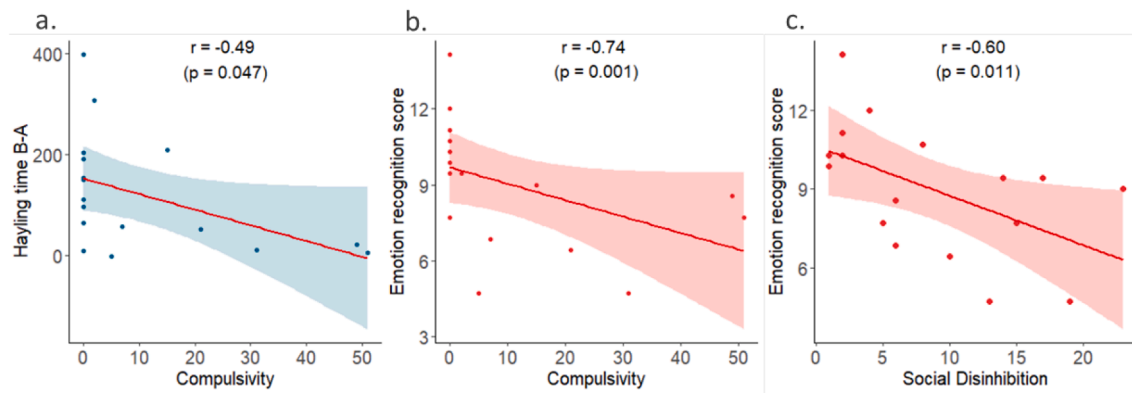 a.
r = -0.49
(p = 0.047)
Hayling time B-A
400
200
0
0 10 20 30 40 50
Compulsivity
b.
r = -0.74
(p = 0.001)
Emotion recognition score
12
9
6
3
0 10 20 30 40 50
Compulsivity
c.
r = -0.60
(p = 0.011)
Emotion recognition score
12
9
6
0 5 10 15 20
Social Disinhibition